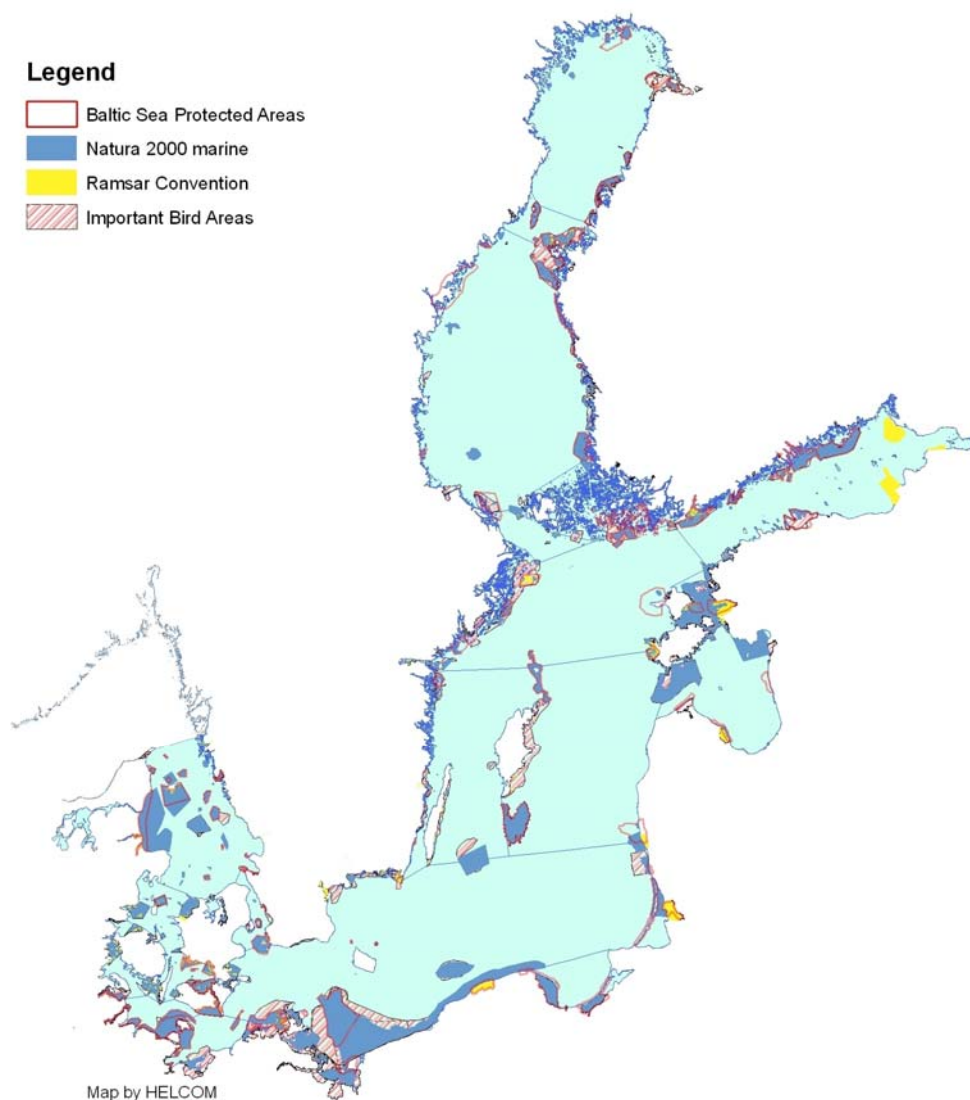 Legend
Baltic Sea Protected Areas
Natura 2000 marine
Ramsar Convention
Important Bird Areas
Map by HELCOM